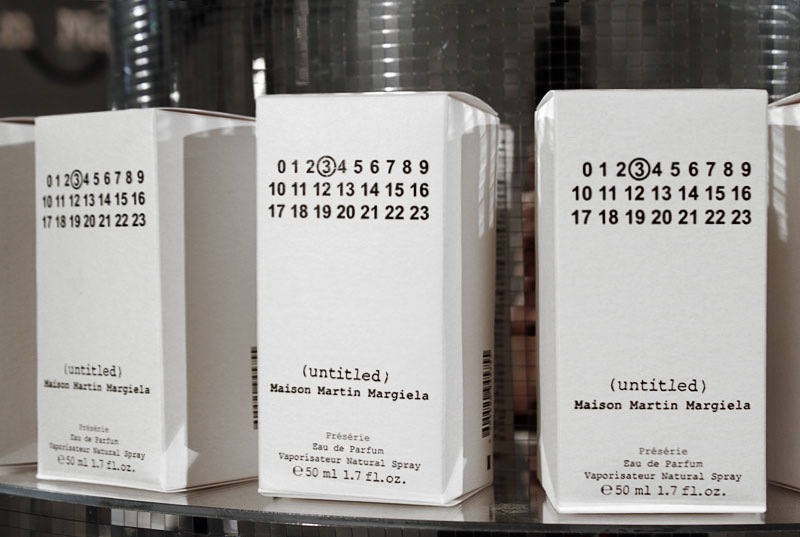 0 1 2 3 4 5 6 7 8 9
10 11 12 13 14 15 16
17 18 19 20 21 22 23
(untitled)
Maison Martin Margiela
Présérie
Eau de Parfum
Vaporisateur Natural Spray
℮ 50 ml 1.7 fl.oz.
0 1 2 3 4 5 6 7 8 9
10 11 12 13 14 15 16
17 18 19 20 21 22 23
(untitled)
Maison Martin Margiela
Présérie
Eau de Parfum
Vaporisateur Natural Spray
℮ 50 ml 1.7 fl.oz.
0 1 2 3 4 5 6 7 8 9
10 11 12 13 14 15 16
17 18 19 20 21 22 23
(untitled)
Maison Martin Margiela
Présérie
Eau de Parfum
Vaporisateur Natural Spray
℮ 50 ml 1.7 fl.oz.